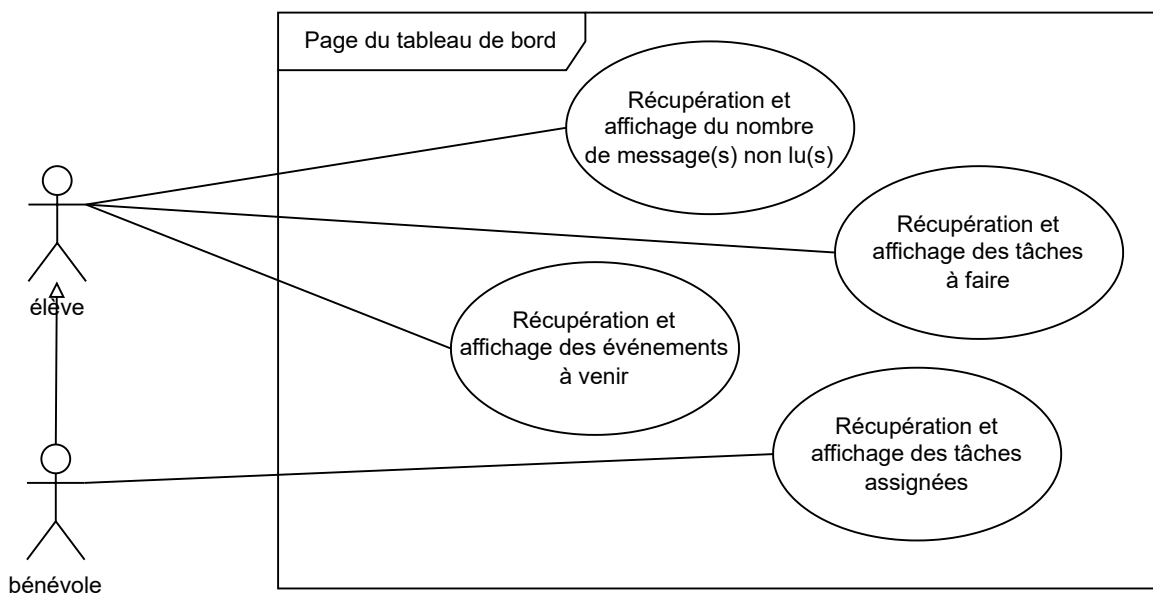 Page du tableau de bord
Récupération et
affichage du nombre
de message(s) non lu(s)
Récupération et
affichage des tâches
à faire
élève
Récupération et
affichage des événements
à venir
Récupération et
affichage des tâches
assignées
bénévole